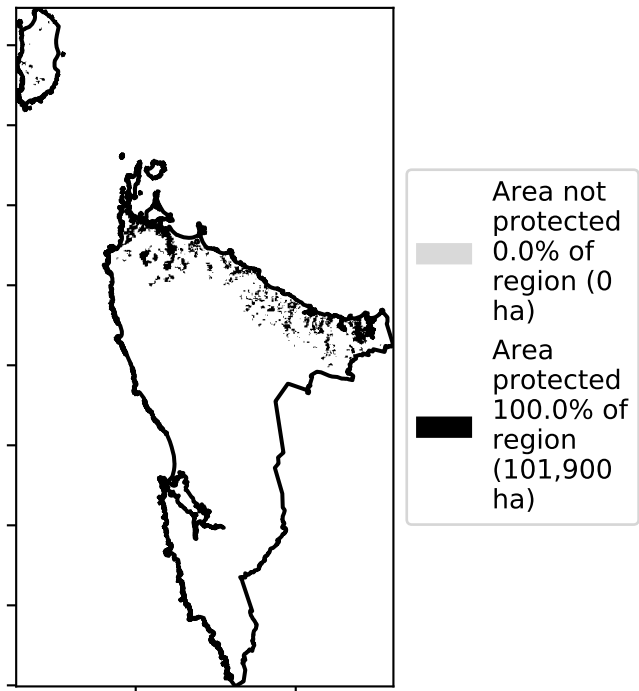 Area not
protected
0.0% of
region (0
ha)
Area
protected
100.0% of
region
(101,900
ha)